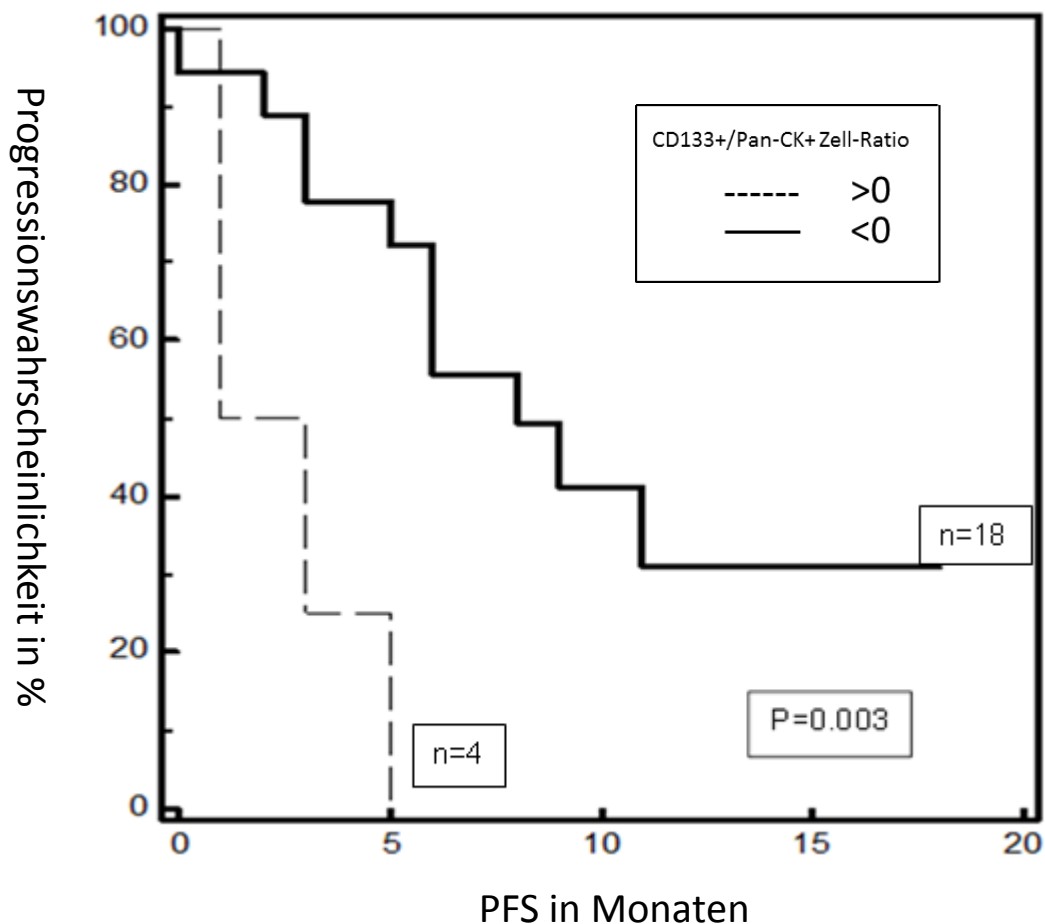 Progressionswahrscheinlichkeit in %
100
80
60
40
20
0
CD133+/Pan-CK+ Zell-Ratio
>0
<0
n=18
P=0.003
n=4
0 5 10 15 20
PFS in Monaten